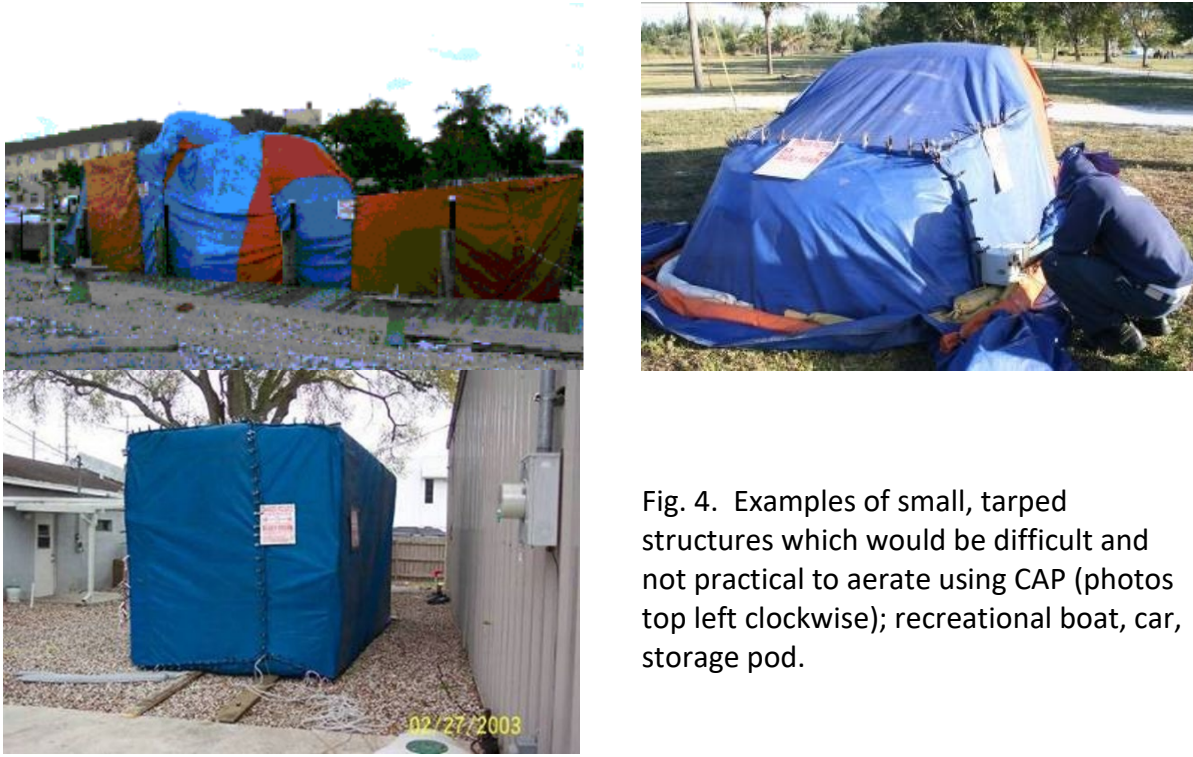 02/27/2003
Fig. 4. Examples of small, tarped
structures which would be difficult and
not practical to aerate using CAP (photos
top left clockwise); recreational boat, car,
storage pod.